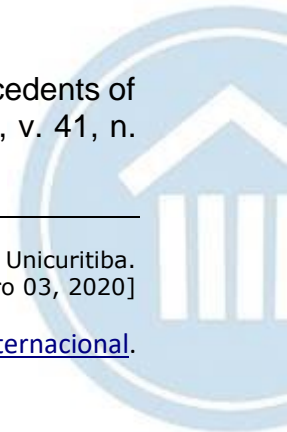 cedents of
, v. 41, n.
Unicuritiba.
ro 03, 2020]
ternacional.